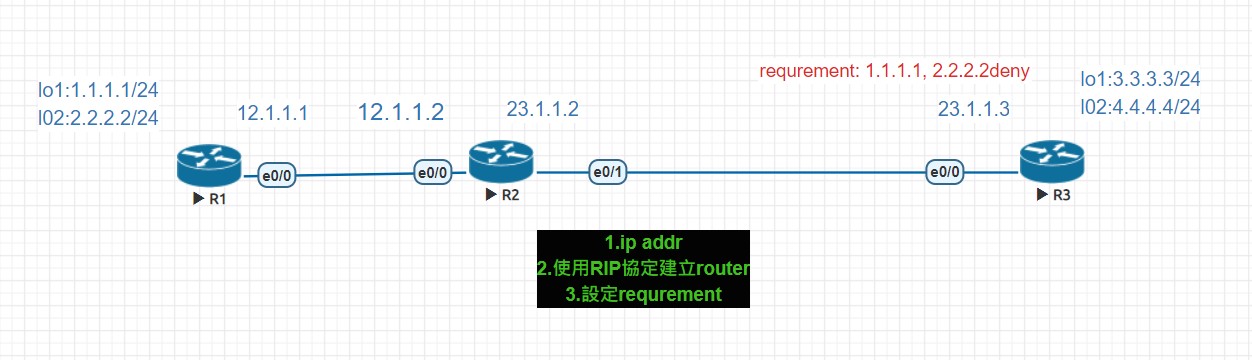 requrement: 1.1.1.1, 2.2.2.2deny
lo1:1.1.1.1/24
l02:2.2.2.2/24
12.1.1.1
12.1.1.2
23.1.1.2
23.1.1.3
lo1:3.3.3.3/24
l02:4.4.4.4/24
e0/0
e0/0
e0/1
e0/0
R1
R2
R3
1.ip addr
2.使用RIP協定建立router
3.設定requrement